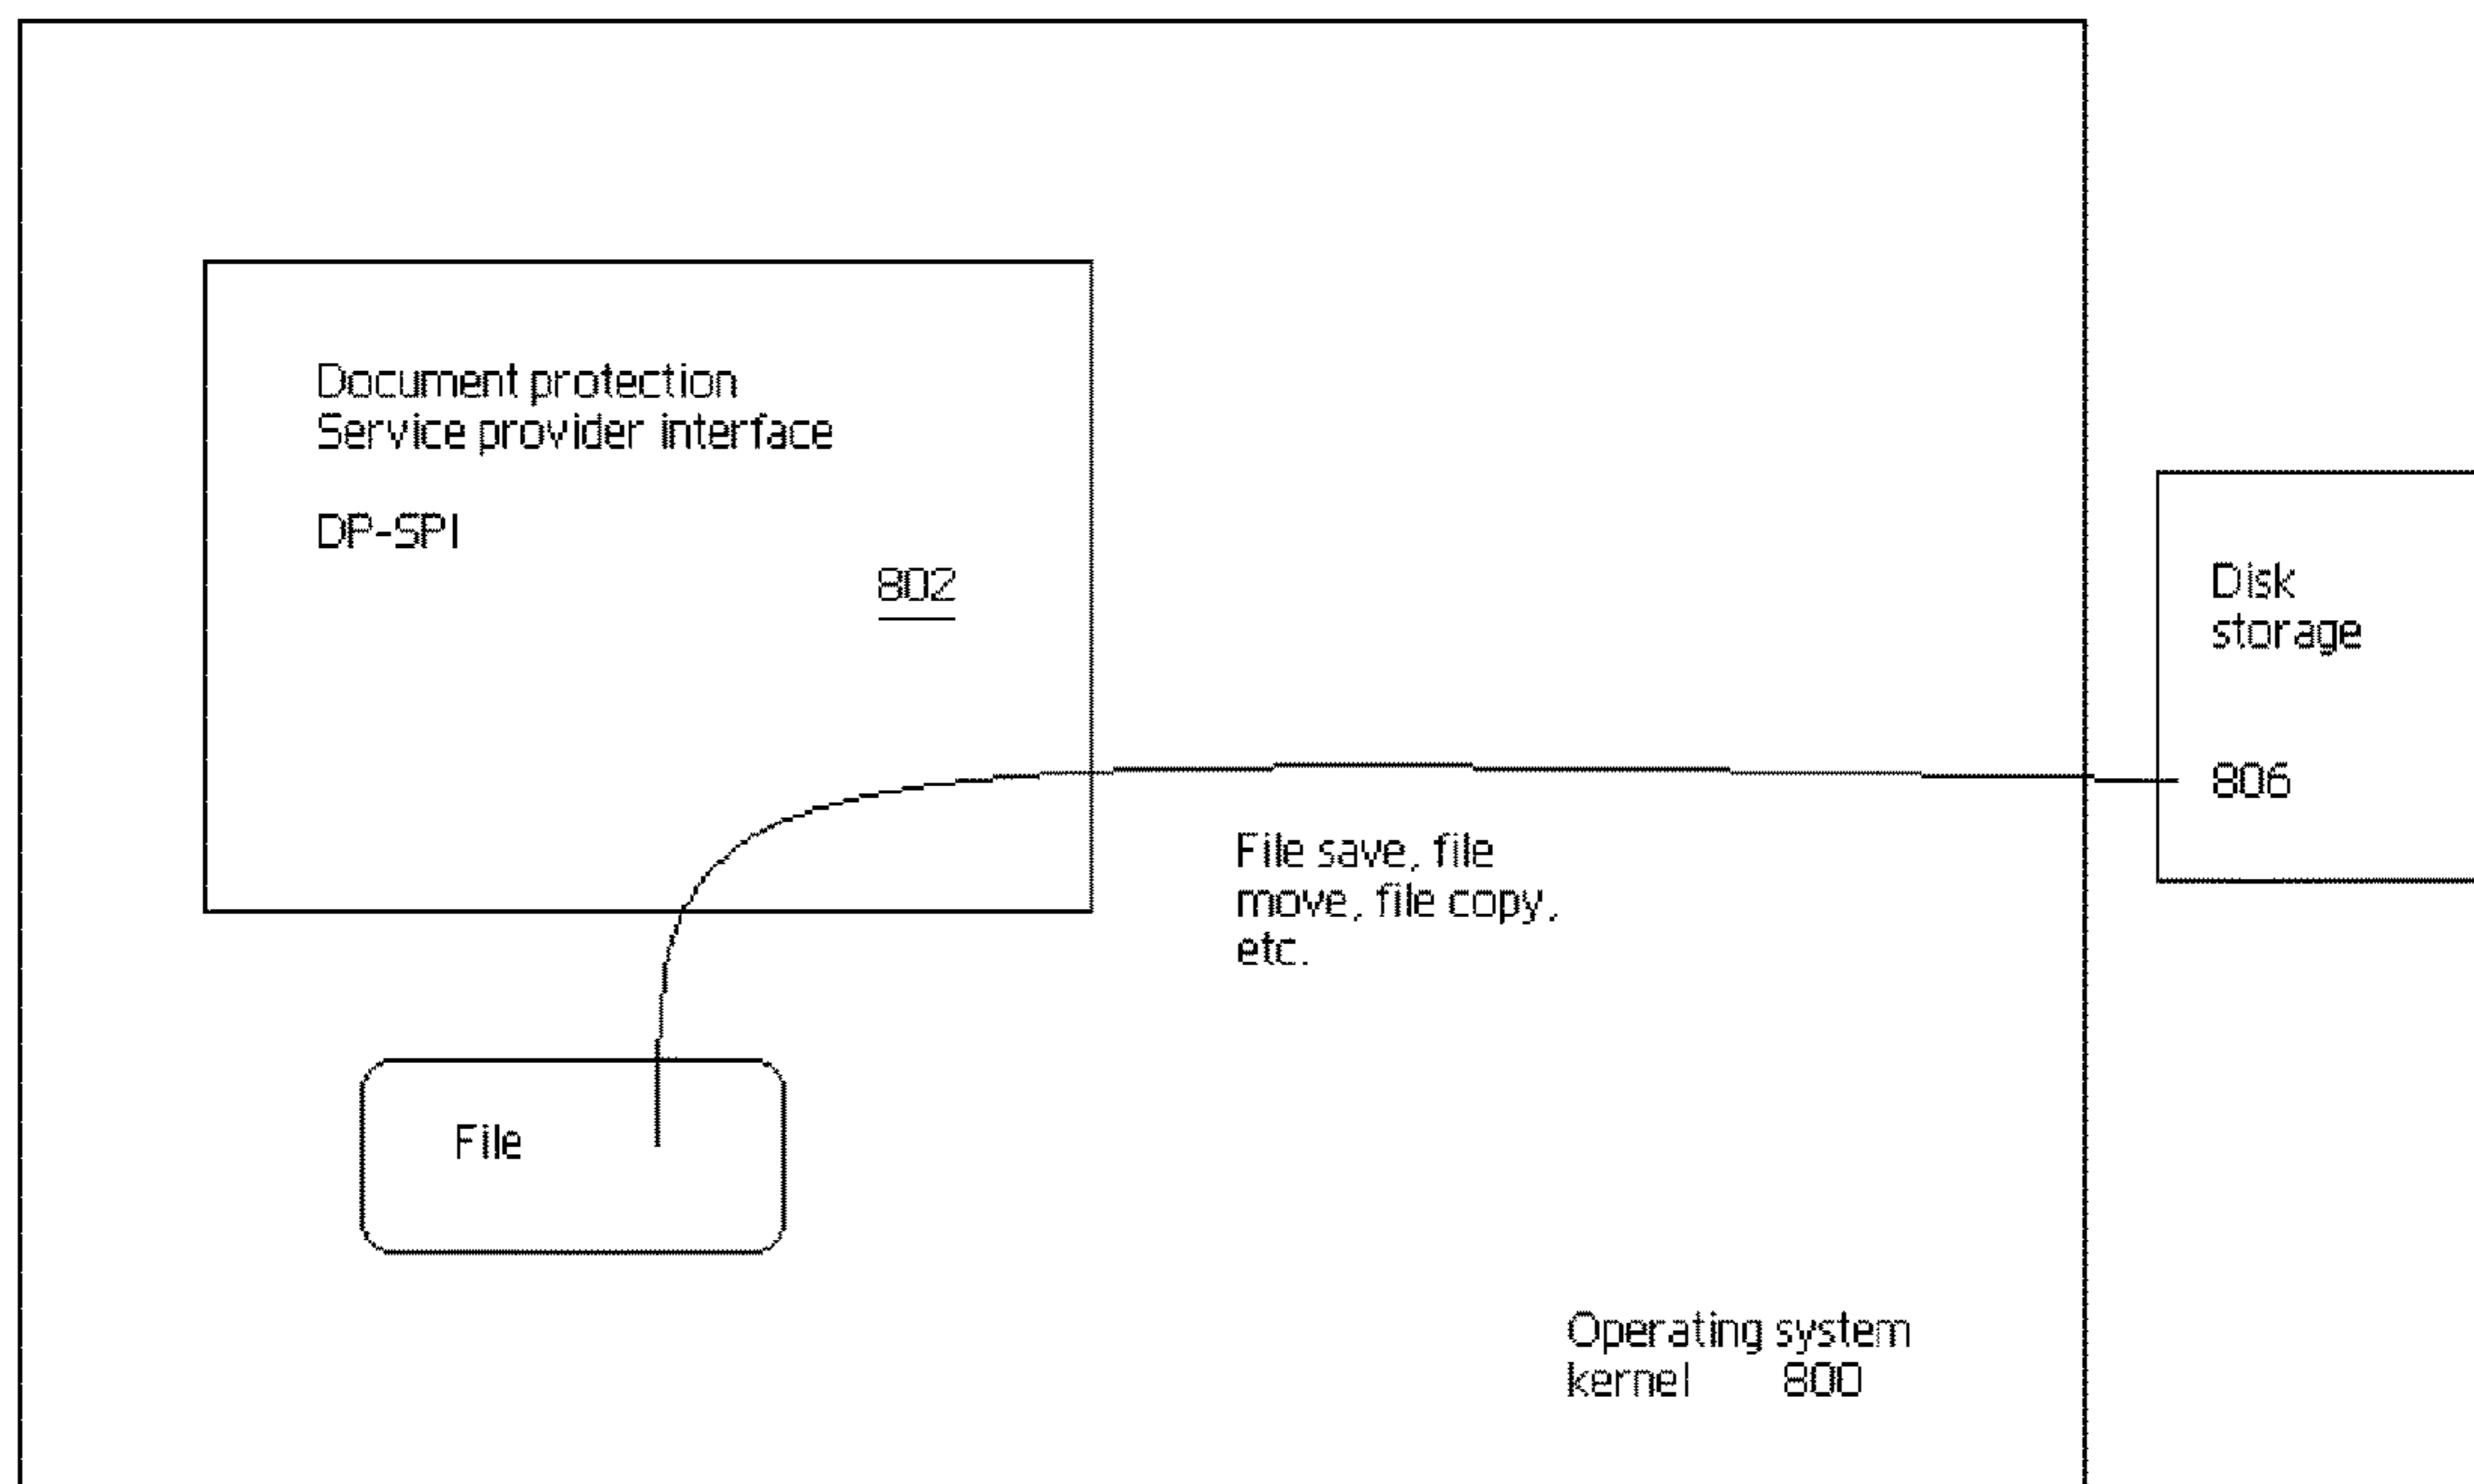 Document protection
Service provider interface
DP-SPI
802
Disk
storage
806
File save, file
move, file copy,
etc.
File
Operating system
kernel 800